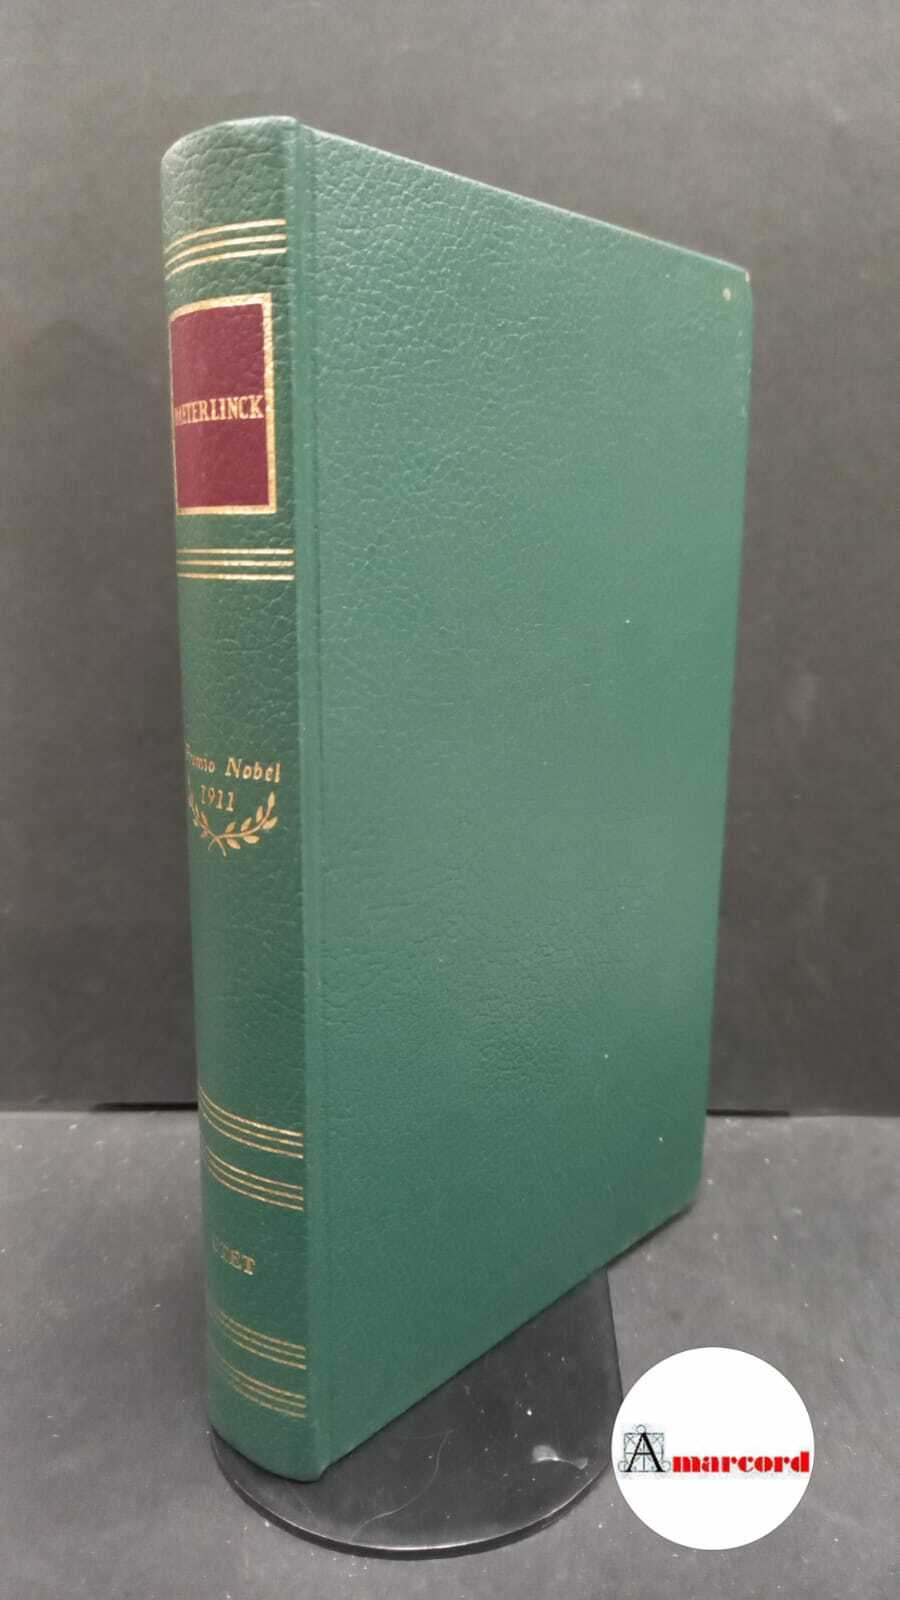 MAETERLINCK
Premio Nobel
1911
UTET
Amarcord